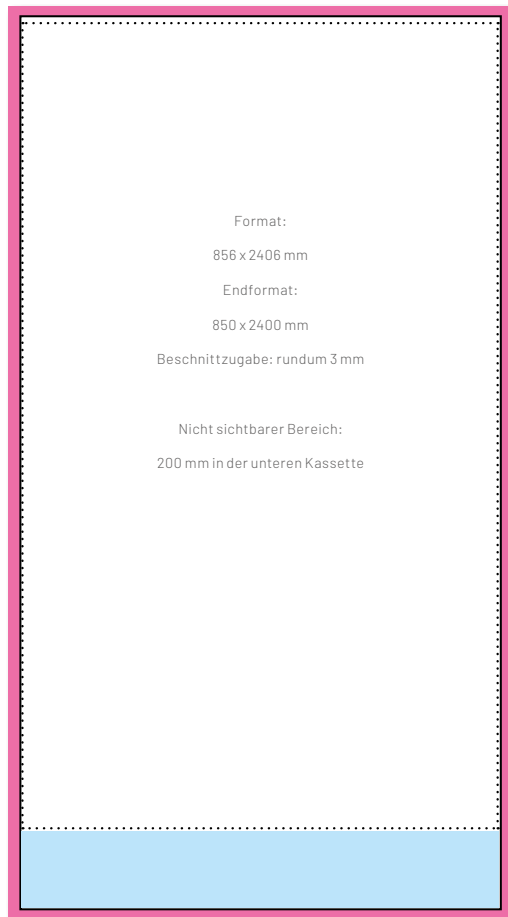 Format:
856 x 2406 mm
Endformat:
850 x 2400 mm
Beschnittzugabe: rundum 3 mm
Nicht sichtbarer Bereich:
200 mm in der unteren Kassette